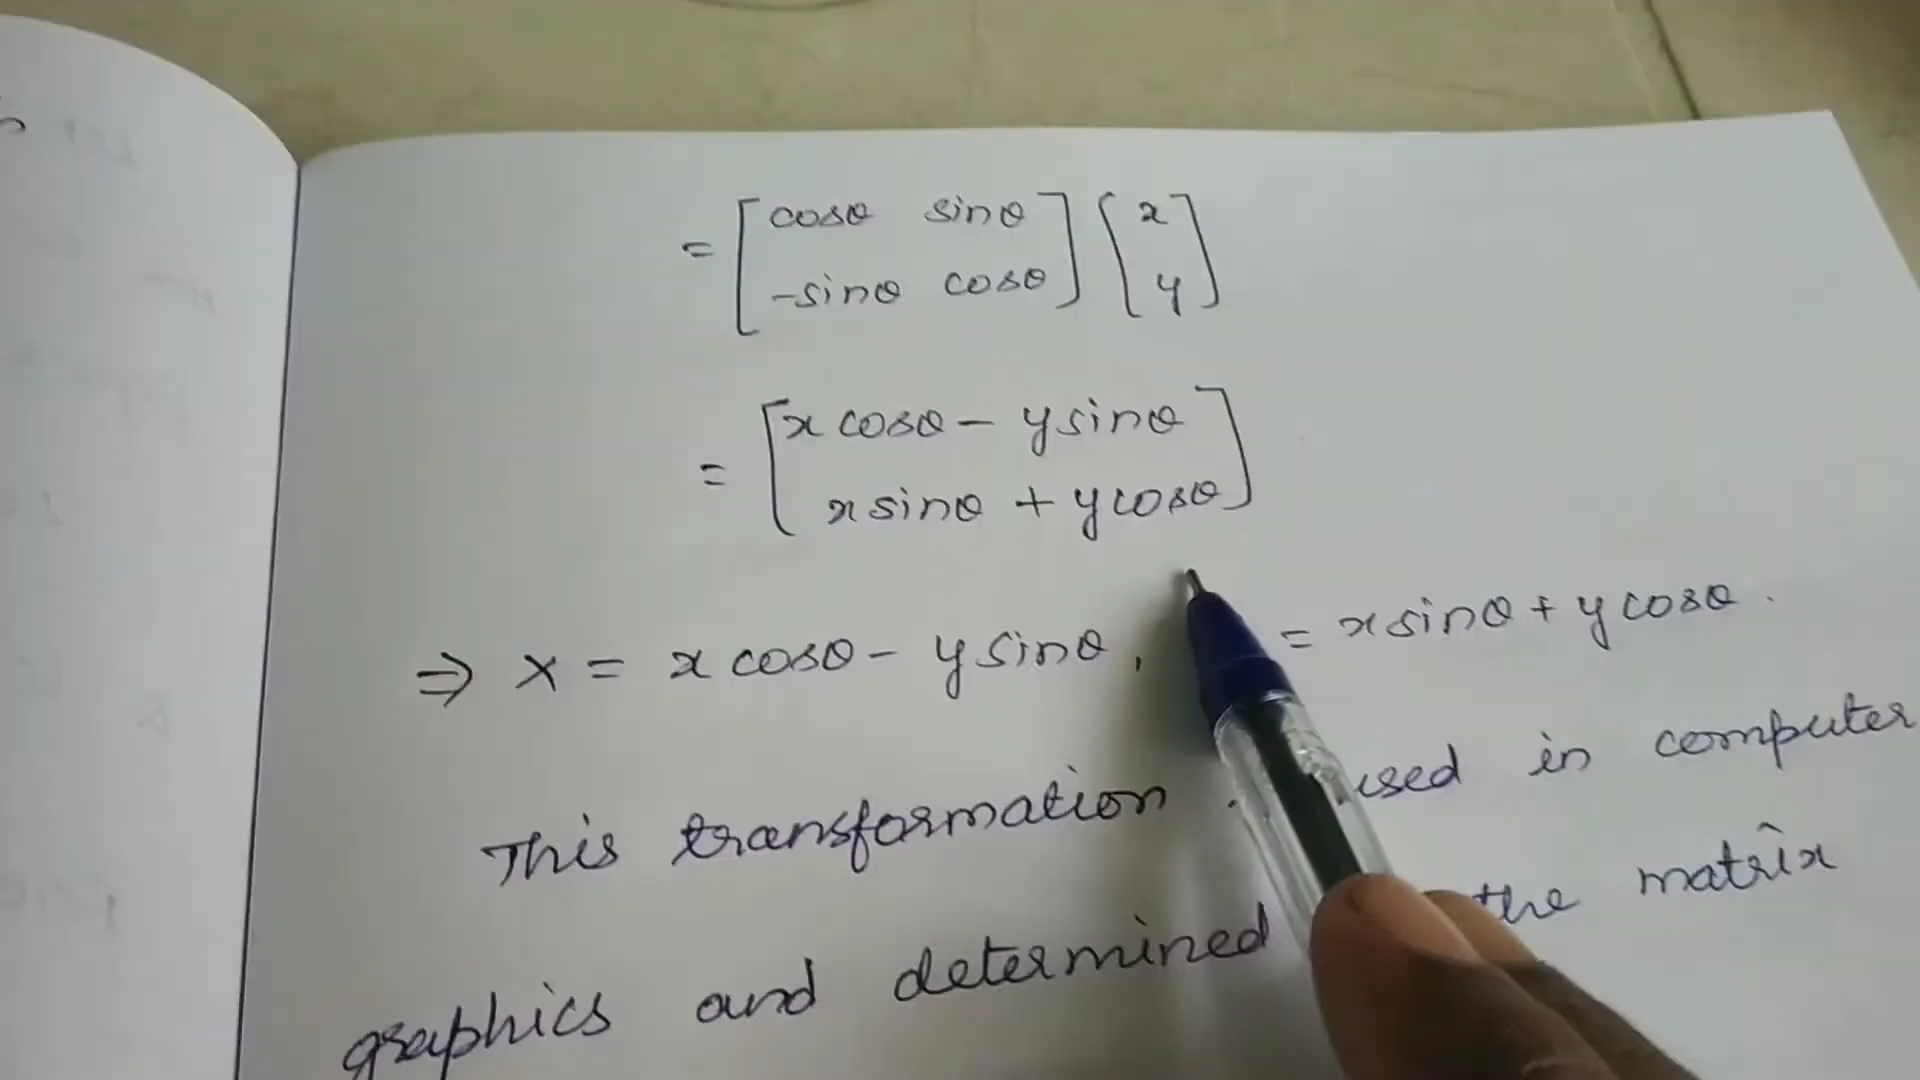 = [cosθ sinθ] [x]
[-sinθ cosθ] [y]
= [x cosθ - y sinθ]
[x sinθ + y cosθ]
⇒ X = x cosθ - y sinθ, = x sinθ + y cosθ.
This transformation used in computer
graphics and determined the matrix